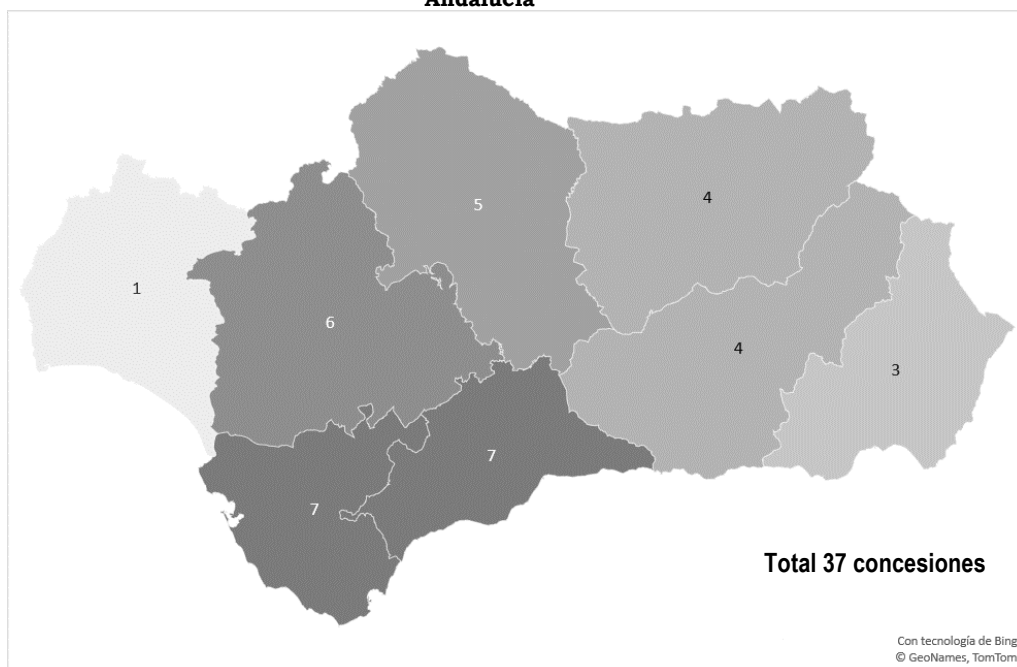 Andalucía
5
4
1
6
4
3
7
7
Total 37 concesiones
Con tecnología de Bing
© GeoNames, TomTom